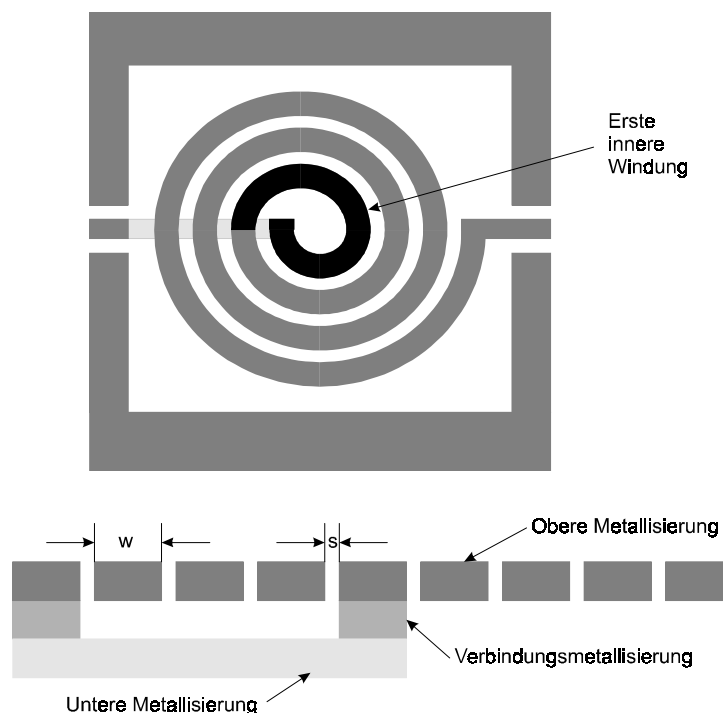 Erste
innere
Windung
w
s
Obere Metallisierung
Verbindungsmetallisierung
Untere Metallisierung